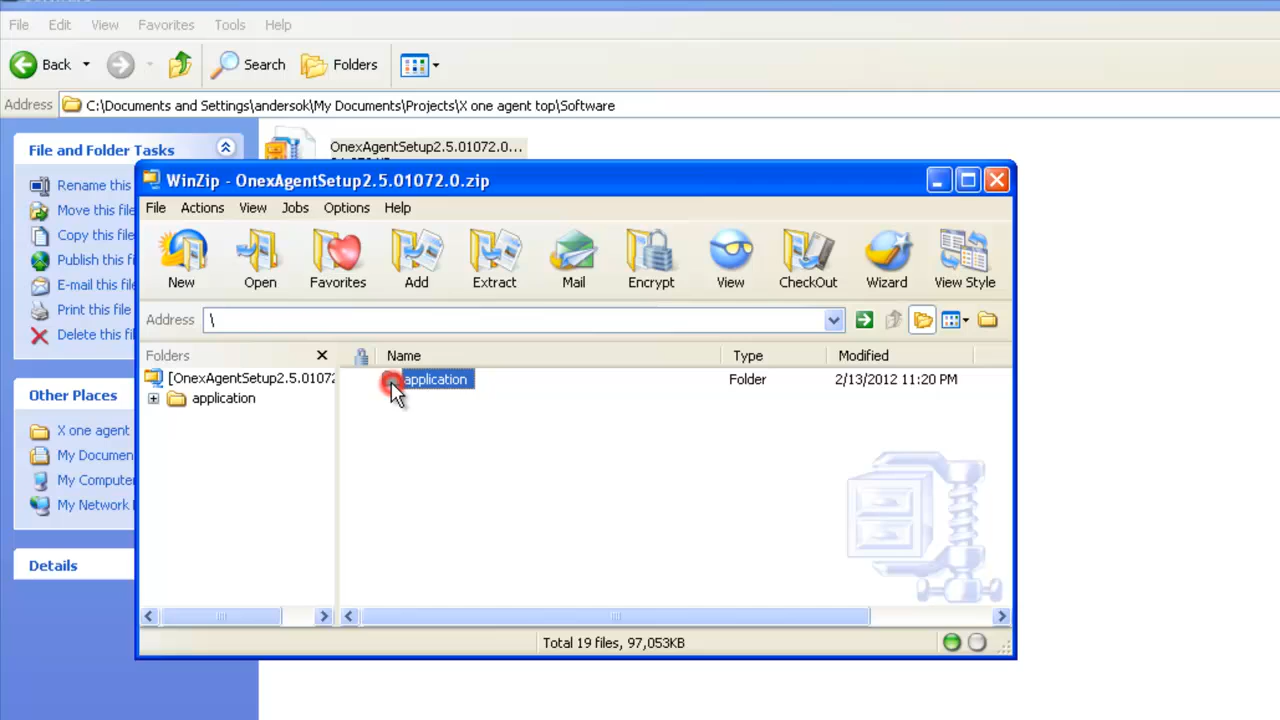 File Edit View Favorites Tools Help
Back Search Folders
Address C:\Documents and Settings\andersok\My Documents\Projects\X one agent top\Software
File and Folder Tasks
OnexAgentSetup2.5.01072.0...
WinZip - OnexAgentSetup2.5.01072.0.zip
Rename this
Move this file
Copy this file
Publish this fi
E-mail this file
Print this file
Delete this fil
File Actions View Jobs Options Help
New Open Favorites Add Extract Mail Encrypt View CheckOut Wizard View Style
Address \
Folders Name Type Modified
[OnexAgentSetup2.5.01072
application Folder 2/13/2012 11:20 PM
application
Other Places
X one agent
My Documen
My Compute
My Network
Details
Total 19 files, 97,053KB